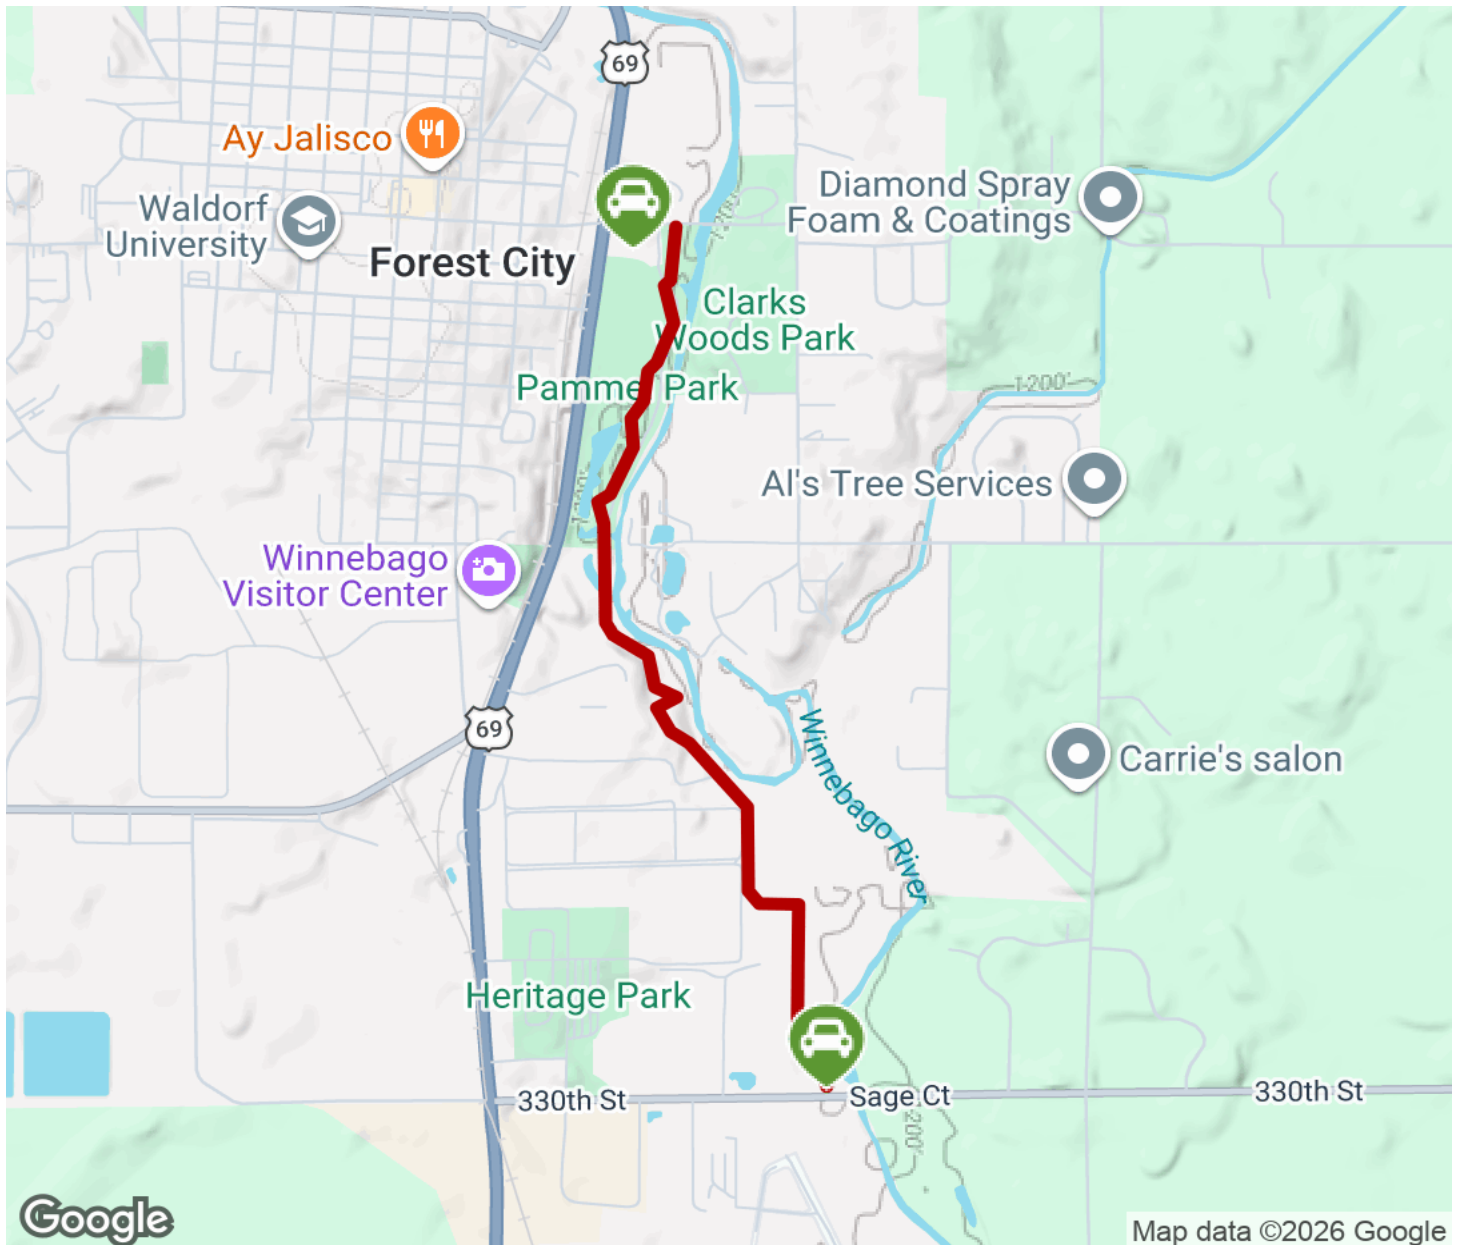 69
Ay Jalisco
Waldorf
University
Forest City
Diamond Spray
Foam & Coatings
1200'
Clarks
Woods Park
Pammel Park
1200'
Al's Tree Services
Winnebago
Visitor Center
69
Winnebago River
Carrie's salon
Heritage Park
330th St
Sage Ct
330th St
Google
Map data ©2026 Google